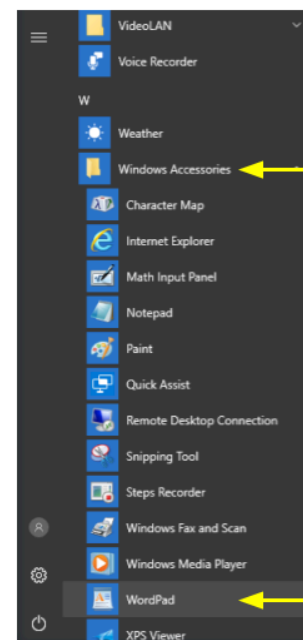 VideoLAN
Voice Recorder
W
Weather
Windows Accessories
Character Map
Internet Explorer
Math Input Panel
Notepad
Paint
Quick Assist
Remote Desktop Connection
Snipping Tool
Steps Recorder
Windows Fax and Scan
Windows Media Player
WordPad
XPS Viewer